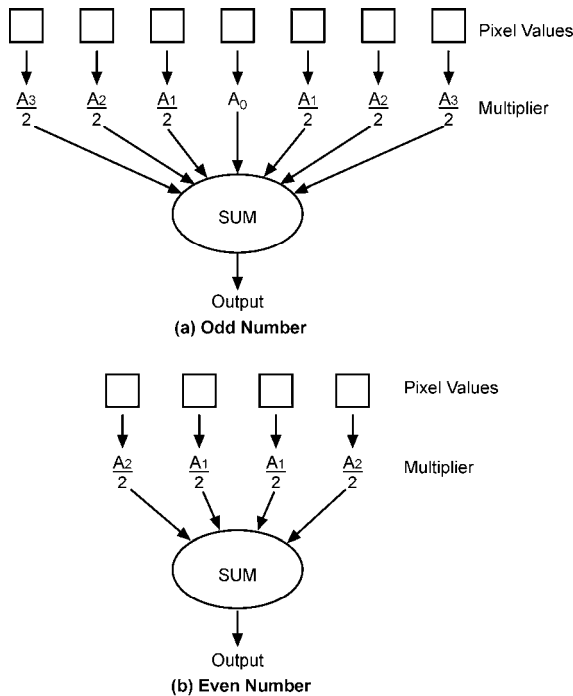 Pixel Values
A3/2 A2/2 A1/2 A0 A1/2 A2/2 A3/2 Multiplier
SUM
Output
(a) Odd Number
Pixel Values
A2/2 A1/2 A1/2 A2/2 Multiplier
SUM
Output
(b) Even Number